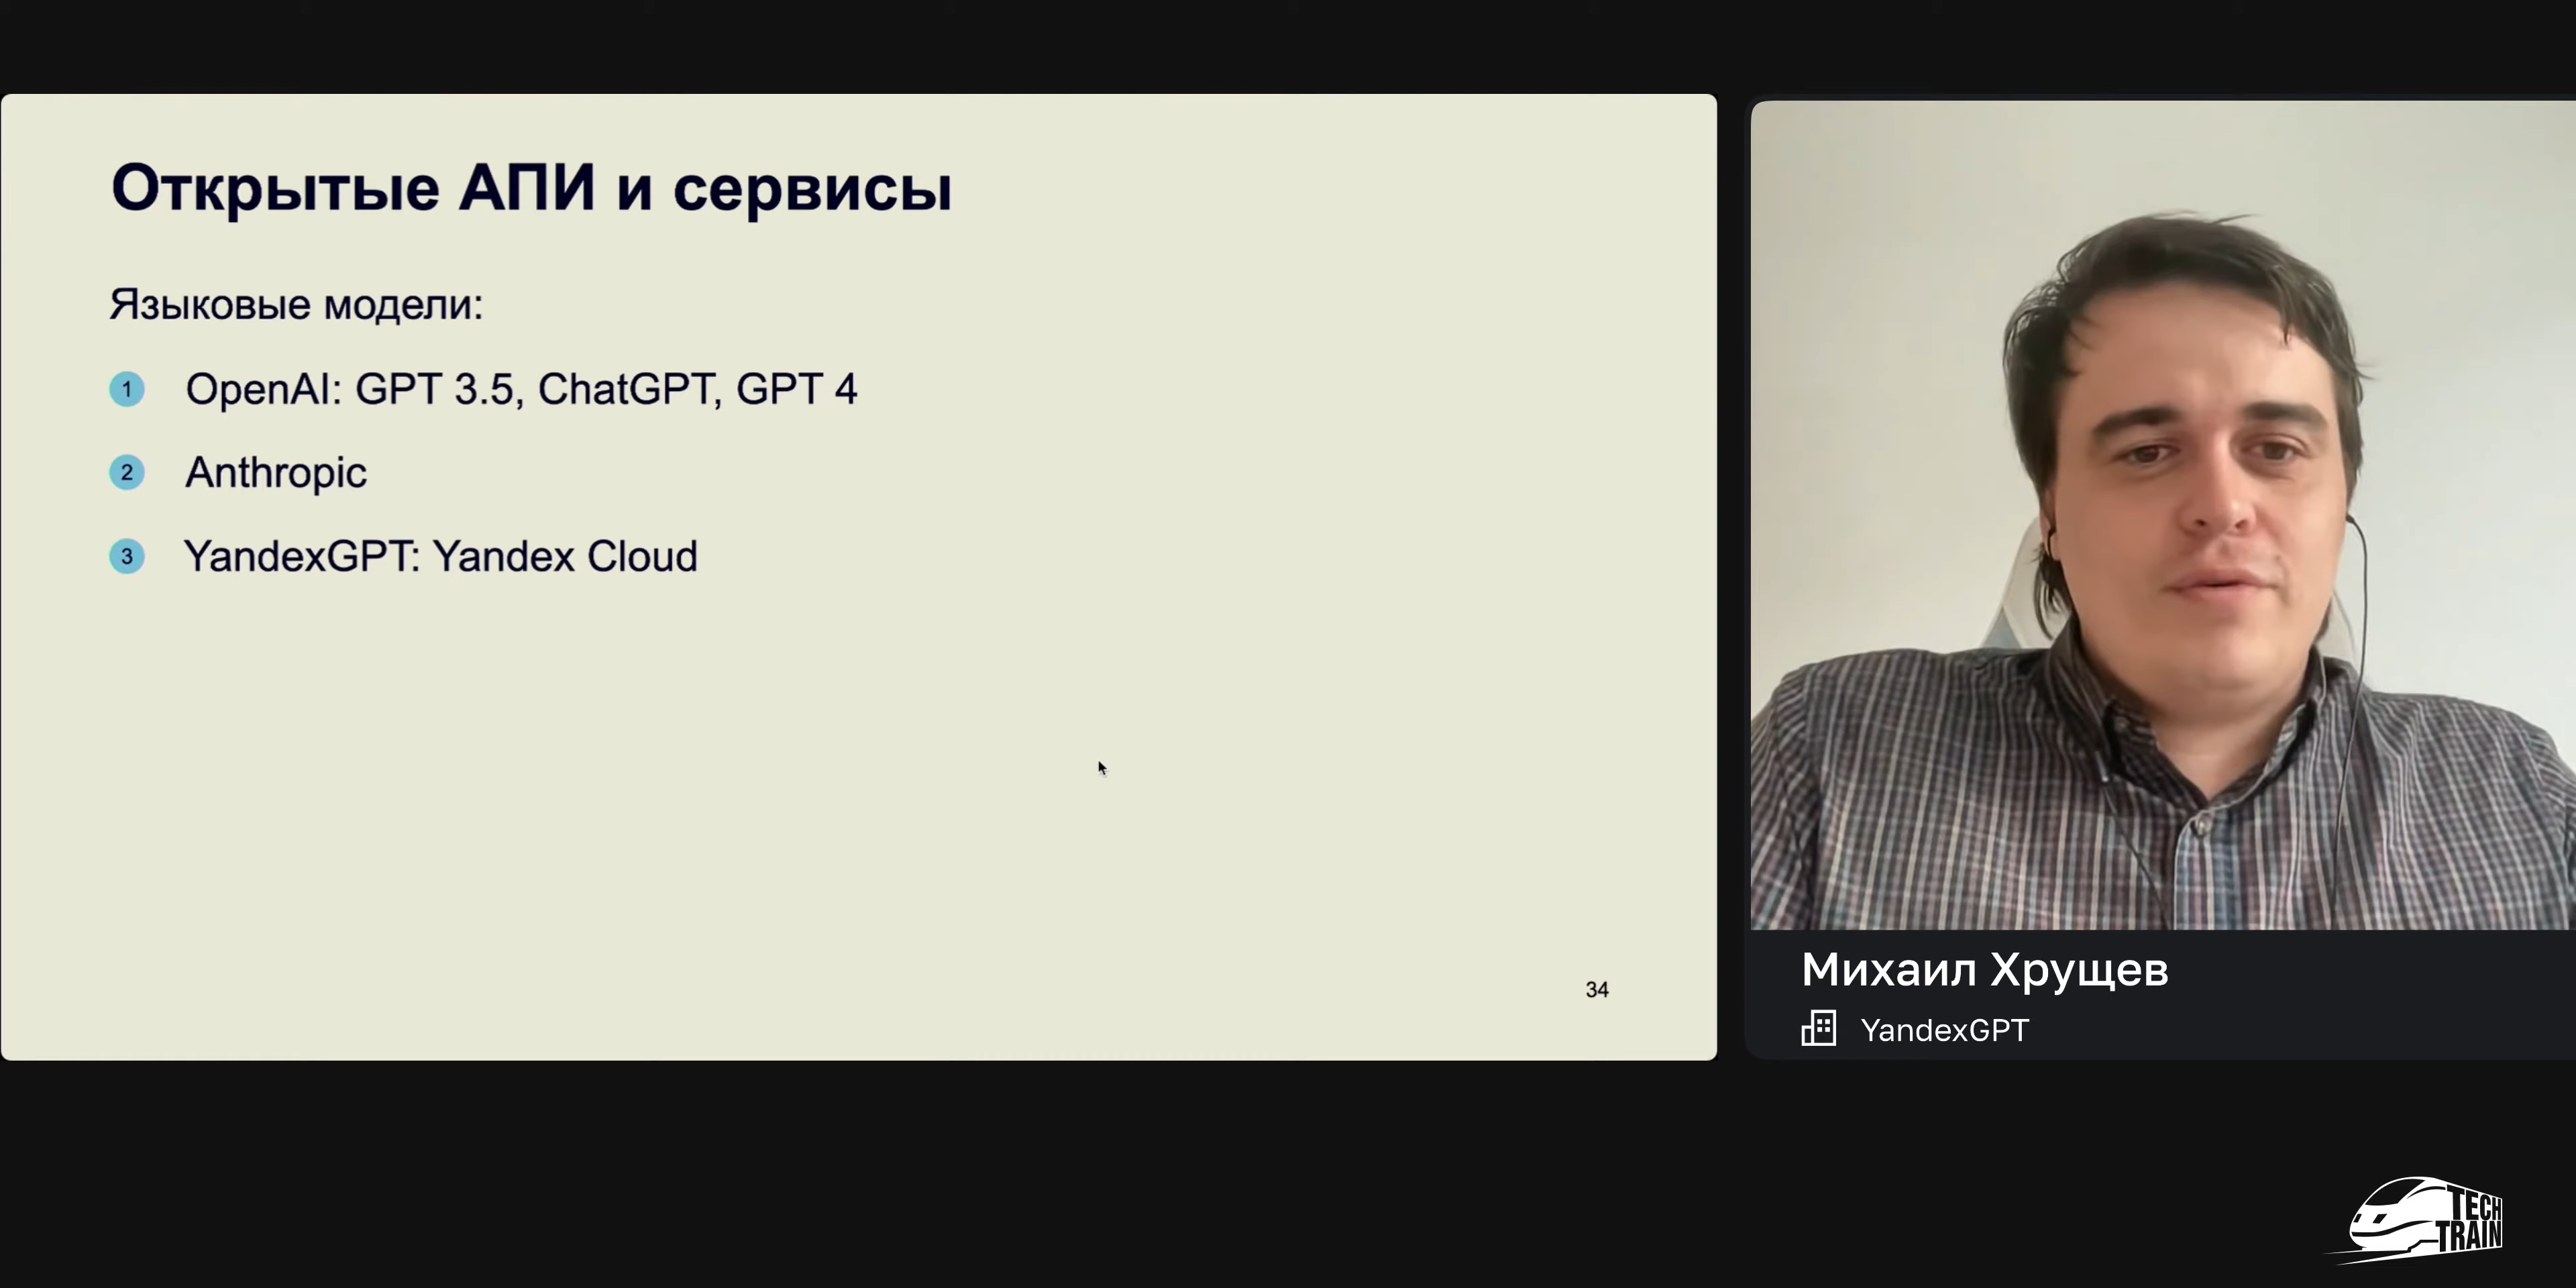 Открытые АПИ и сервисы
Языковые модели:
1 OpenAI: GPT 3.5, ChatGPT, GPT 4
2 Anthropic
3 YandexGPT: Yandex Cloud
34
Михаил Хрущев
YandexGPT
TECH
TRAIN